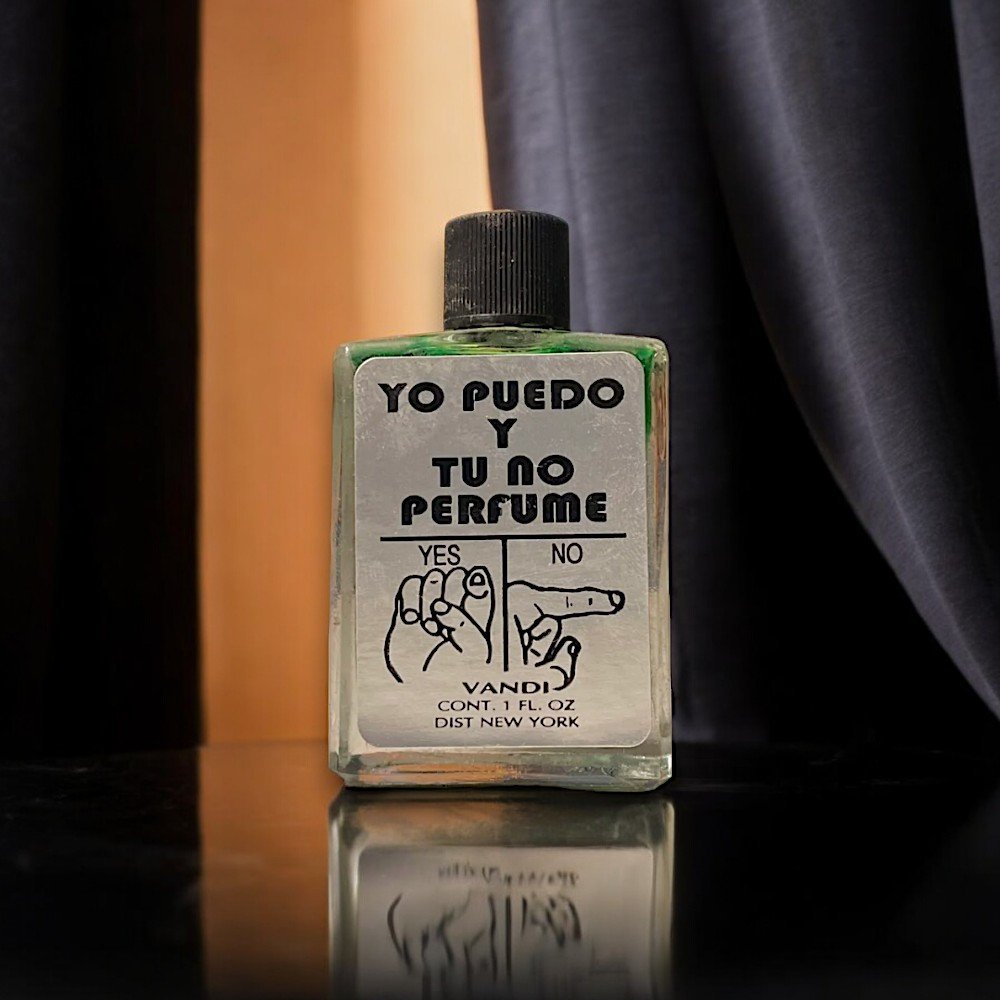 YO PUEDO
Y
TU NO
PERFUME
YES NO
VANDI
CONT. 1 FL. OZ
DIST NEW YORK